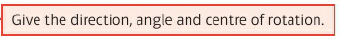 Give the direction, angle and centre of rotation.